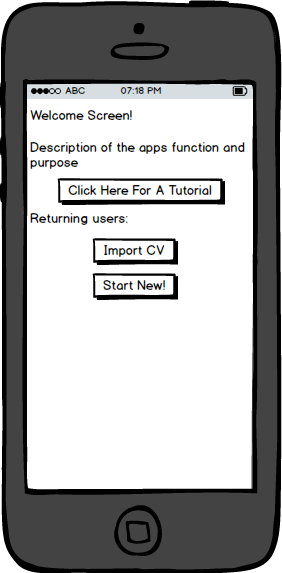 ABC 07:18 PM
Welcome Screen!
Description of the apps function and
purpose
Click Here For A Tutorial
Returning users:
Import CV
Start New!